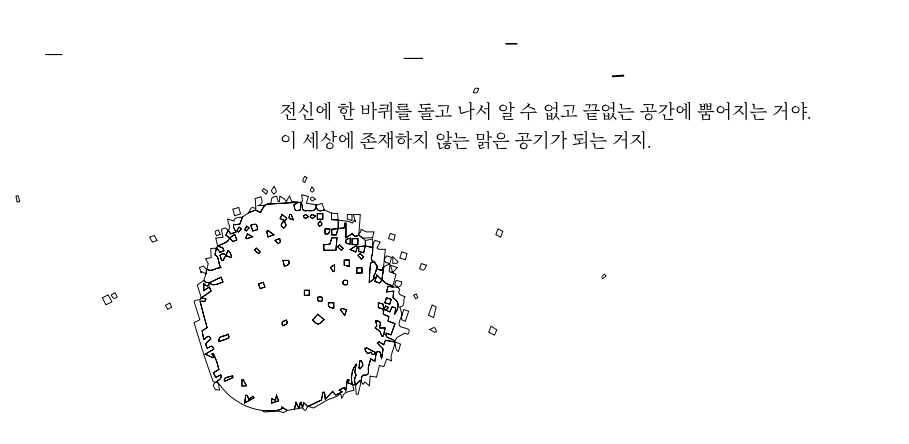 전신에 한 바퀴를 돌고 나서 알 수 없고 끝없는 공간에 뿜어지는 거야.
이 세상에 존재하지 않는 맑은 공기가 되는 거지.